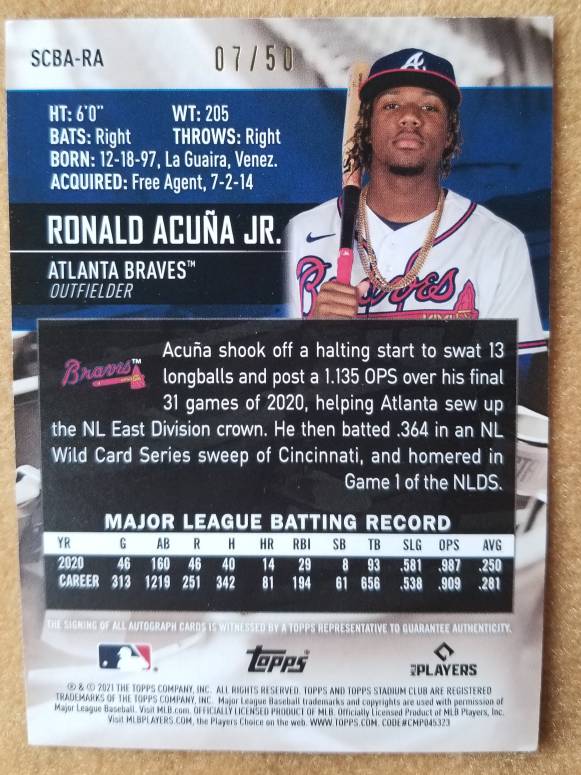 SCBA-RA
07/50
HT: 6'0" WT: 205
BATS: Right THROWS: Right
BORN: 12-18-97, La Guaira, Venez.
ACQUIRED: Free Agent, 7-2-14
RONALD ACUÑA JR.
ATLANTA BRAVES™
OUTFIELDER
A
Braves
Braves™
Acuña shook off a halting start to swat 13
longballs and post a 1.135 OPS over his final
31 games of 2020, helping Atlanta sew up
the NL East Division crown. He then batted .364 in an NL
Wild Card Series sweep of Cincinnati, and homered in
Game 1 of the NLDS.
MAJOR LEAGUE BATTING RECORD
YR G AB R H HR RBI SB TB SLG OPS AVG
2020 46 160 46 40 14 29 8 93 .581 .987 .250
CAREER 313 1219 251 342 81 194 61 656 .538 .909 .281
THE SIGNING OF ALL AUTOGRAPH CARDS IS WITNESSED BY A TOPPS REPRESENTATIVE TO GUARANTEE AUTHENTICITY.
topps
MLB PLAYERS
® & © 2021 THE TOPPS COMPANY, INC. ALL RIGHTS RESERVED. TOPPS AND TOPPS STADIUM CLUB ARE REGISTERED
TRADEMARKS OF THE TOPPS COMPANY, INC. Major League Baseball trademarks and copyrights are used with permission of
Major League Baseball. Visit MLB.com. OFFICIALLY LICENSED PRODUCT OF MLB. Officially Licensed Product of MLB Players, Inc.
Visit MLBPLAYERS.COM, the Players Choice on the web. WWW.TOPPS.COM. CODE#CMP045323